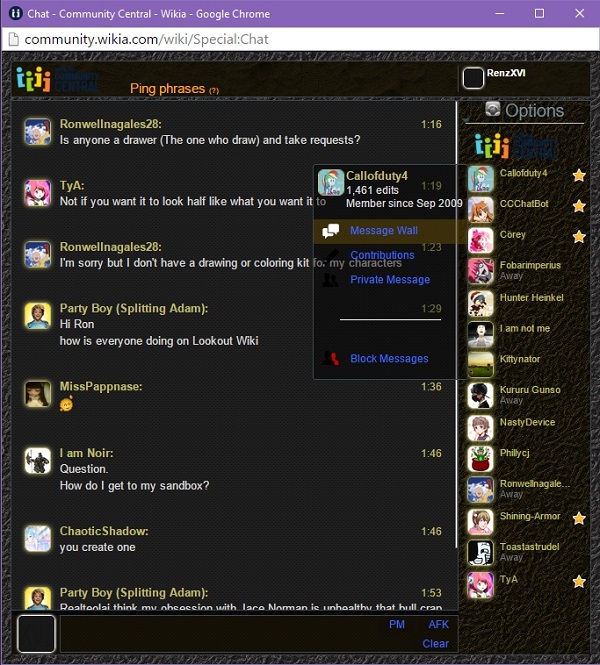 Chat - Community Central - Wikia - Google Chrome
community.wikia.com/wiki/Special:Chat
Community
CENTRAL
Ping phrases (?)
RenzXVI
Ronwellnagales28: 1:16
Is anyone a drawer (The one who draw) and take requests?
TyA: 1:19
Not if you want it to look half like what you want it to
Ronwellnagales28: 1:23
I'm sorry but I don't have a drawing or coloring kit for my characters
Party Boy (Splitting Adam): 1:29
Hi Ron
how is everyone doing on Lookout Wiki
MissPappnase: 1:36
I am Noir: 1:46
Question.
How do I get to my sandbox?
ChaoticShadow: 1:46
you create one
Party Boy (Splitting Adam): 1:53
Realteolai think my obsession with Jace Norman is unhealthy that bull crap
Callofduty4
1,461 edits
Member since Sep 2009
Message Wall
Contributions
Private Message
Block Messages
Options
CENTRAL
Callofduty4
CCChatBot
Corey
Fobarimperius
Away
Hunter Heinkel
I am not me
Kittynator
Kururu Gunso
Away
NastyDevice
Phillycj
Ronwellnagale...
Away
Shining-Armor
Toastastrudel
Away
TyA
PM AFK
Clear